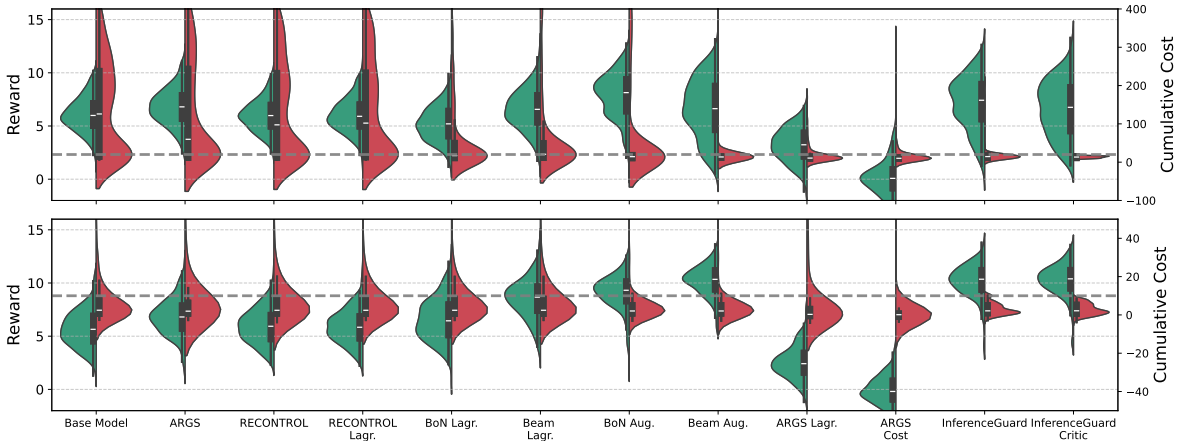 Reward
15
10
5
0
400
300
200
100
0
−100
Cumulative Cost
Reward
15
10
5
0
40
20
0
−20
−40
Cumulative Cost
Base Model
ARGS
RECONTROL
RECONTROL
Lagr.
BoN Lagr.
Beam
Lagr.
BoN Aug.
Beam Aug.
ARGS Lagr.
ARGS
Cost
InferenceGuard
InferenceGuard
Critic